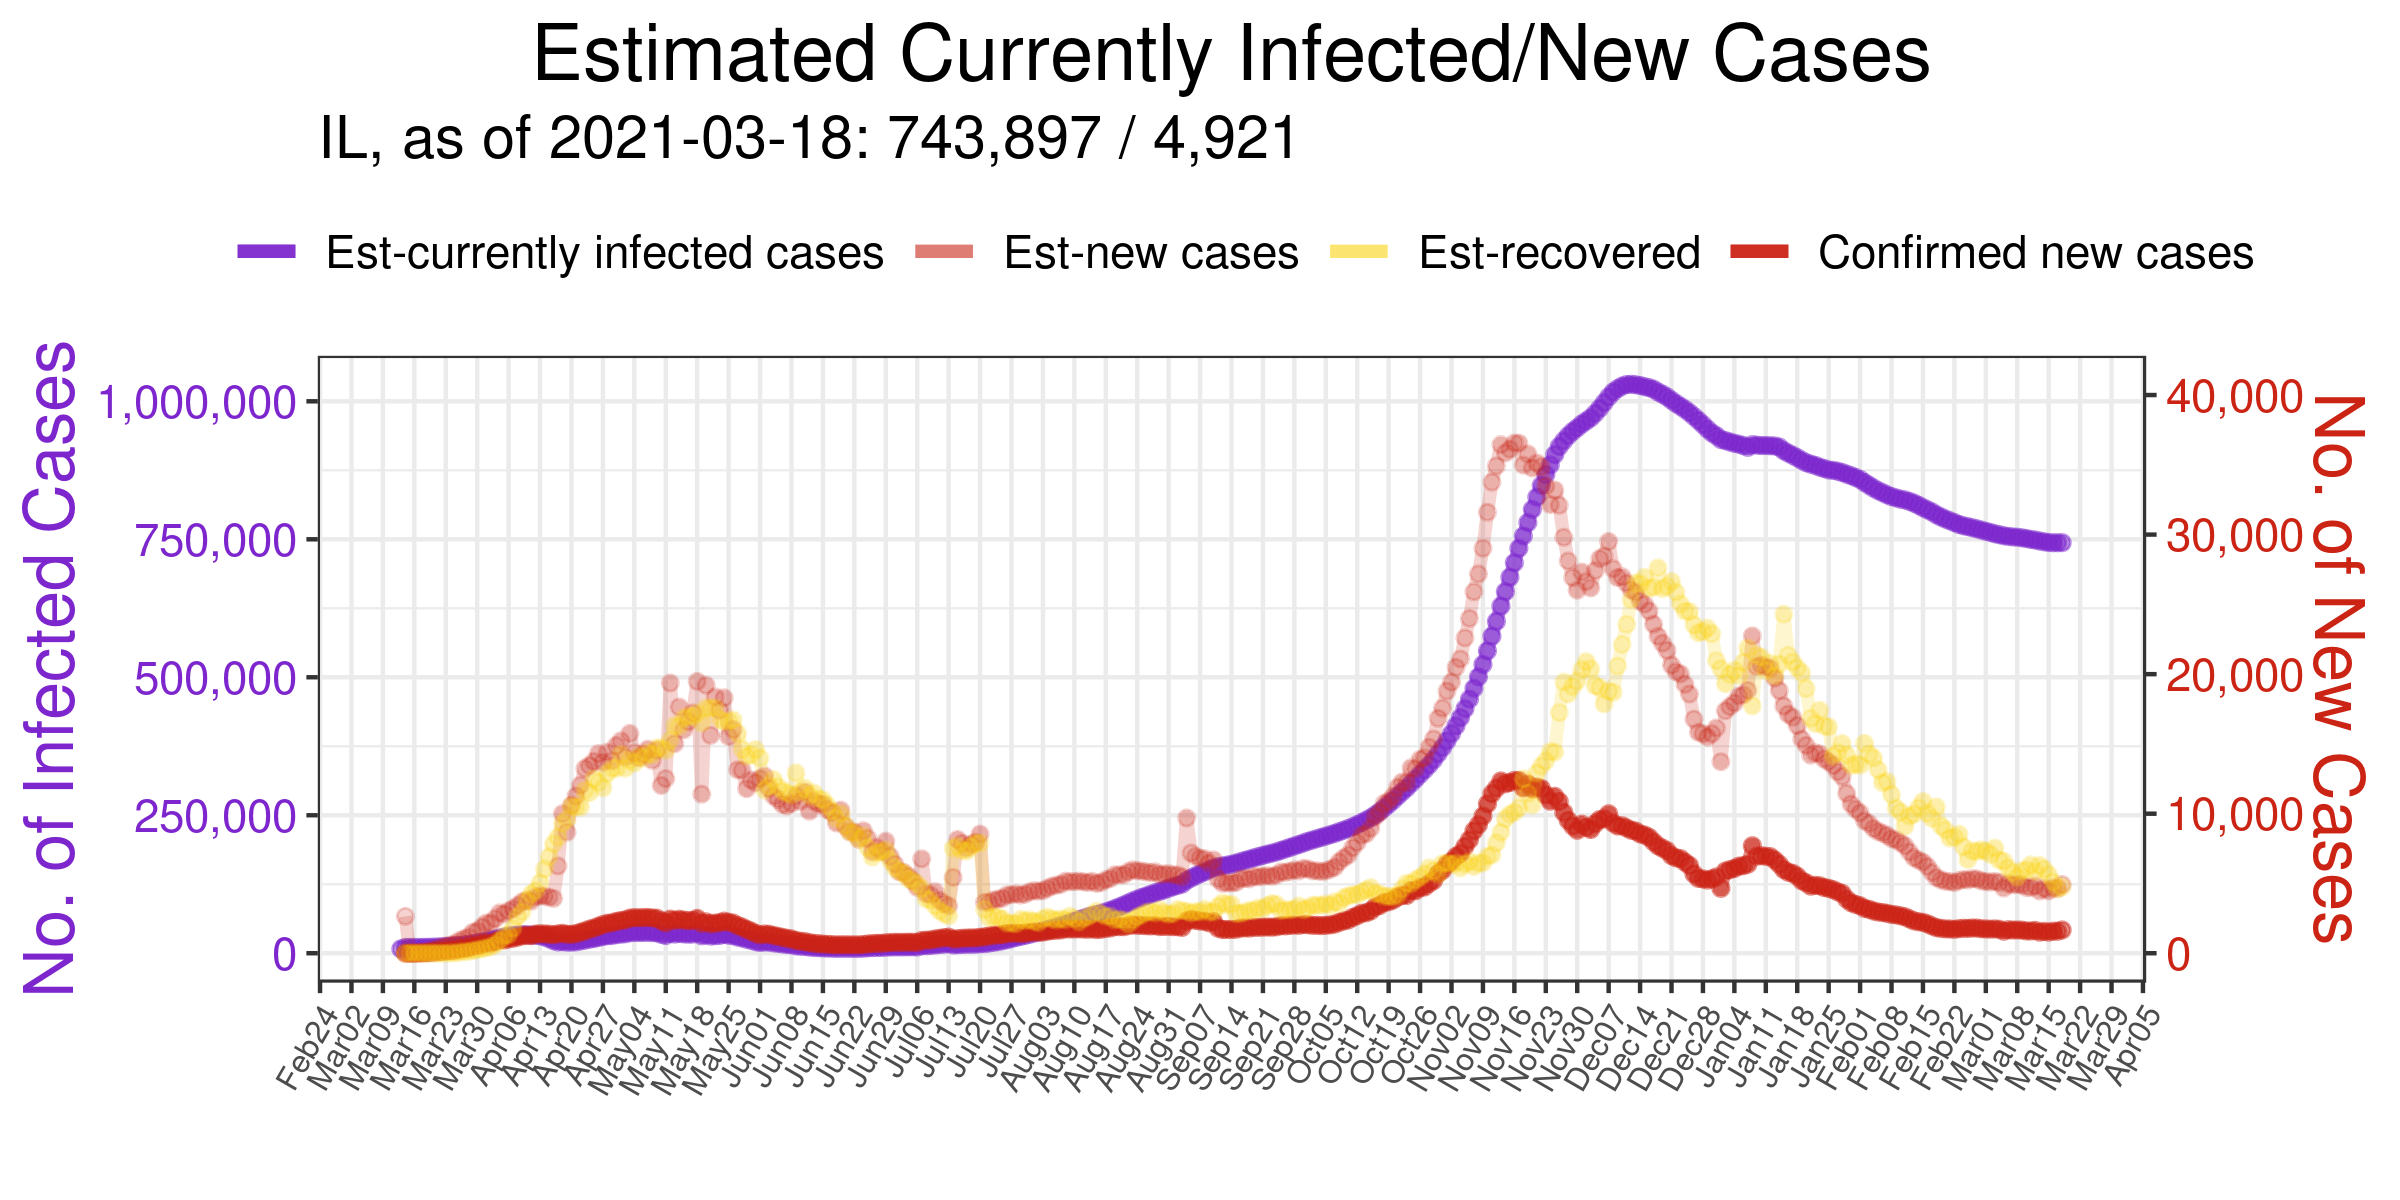 Estimated Currently Infected/New Cases
IL, as of 2021-03-18: 743,897 / 4,921
Est-currently infected cases
Est-new cases
Est-recovered
Confirmed new cases
No. of Infected Cases
1,000,000
750,000
500,000
250,000
0
40,000
30,000
20,000
10,000
0
No. of New Cases
Feb24
Mar02
Mar09
Mar16
Mar23
Mar30
Apr06
Apr13
Apr20
Apr27
May04
May11
May18
May25
Jun01
Jun08
Jun15
Jun22
Jun29
Jul06
Jul13
Jul20
Jul27
Aug03
Aug10
Aug17
Aug24
Aug31
Sep07
Sep14
Sep21
Sep28
Oct05
Oct12
Oct19
Oct26
Nov02
Nov09
Nov16
Nov23
Nov30
Dec07
Dec14
Dec21
Dec28
Dec04
Jan11
Jan18
Jan25
Feb01
Feb08
Feb15
Feb22
Mar01
Mar08
Mar15
Mar22
Mar29
Apr05